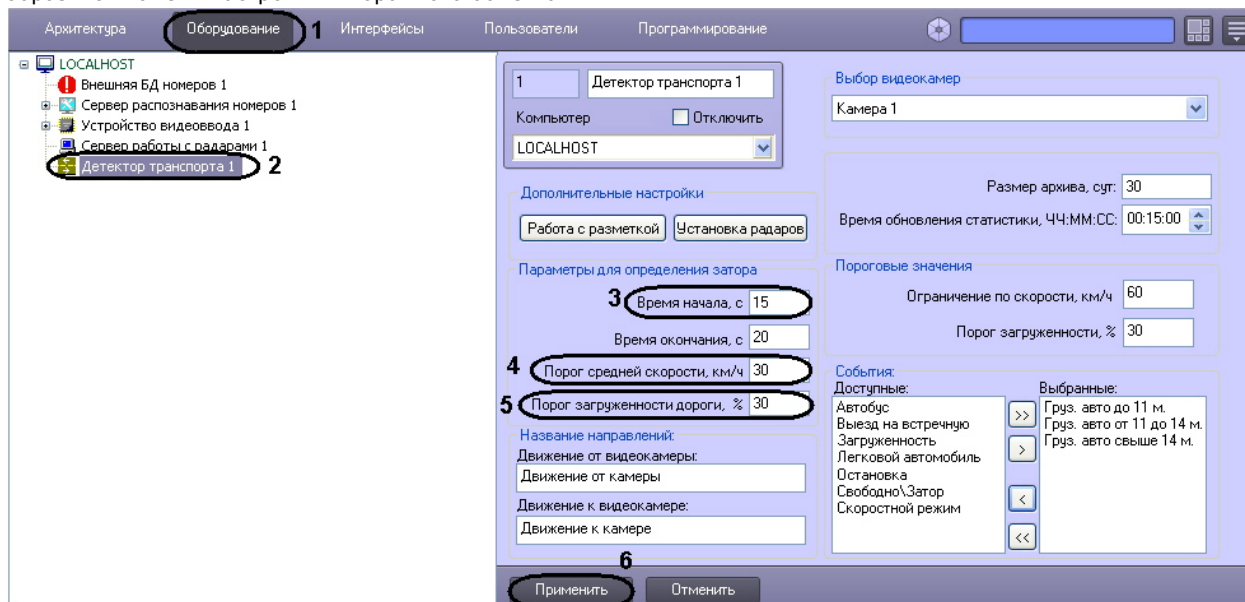 Архитектура Оборудование 1 Интерфейсы Пользователи Программирование
LOCALHOST
Внешняя БД номеров 1
Сервер распознавания номеров 1
Устройство видеоввода 1
Сервер работы с радарами 1
Детектор транспорта 1 2
1 Детектор транспорта 1
Компьютер Отключить
LOCALHOST
Дополнительные настройки
Работа с разметкой Установка радаров
Параметры для определения затора
3 Время начала, с 15
Время окончания, с 20
4 Порог средней скорости, км/ч 30
5 Порог загруженности дороги, % 30
Название направлений:
Движение от видеокамеры:
Движение от камеры
Движение к видеокамере:
Движение к камере
Выбор видеокамер
Камера 1
Размер архива, сут: 30
Время обновления статистики, ЧЧ:ММ:СС: 00:15:00
Пороговые значения
Ограничение по скорости, км/ч 60
Порог загруженности, % 30
События:
Доступные:
Автобус
Выезд на встречную
Загруженность
Легковой автомобиль
Остановка
Свободно\Затор
Скоростной режим
>>
>
<
<<
Выбранные:
Груз. авто до 11 м.
Груз. авто от 11 до 14 м.
Груз. авто свыше 14 м.
6
Применить Отменить